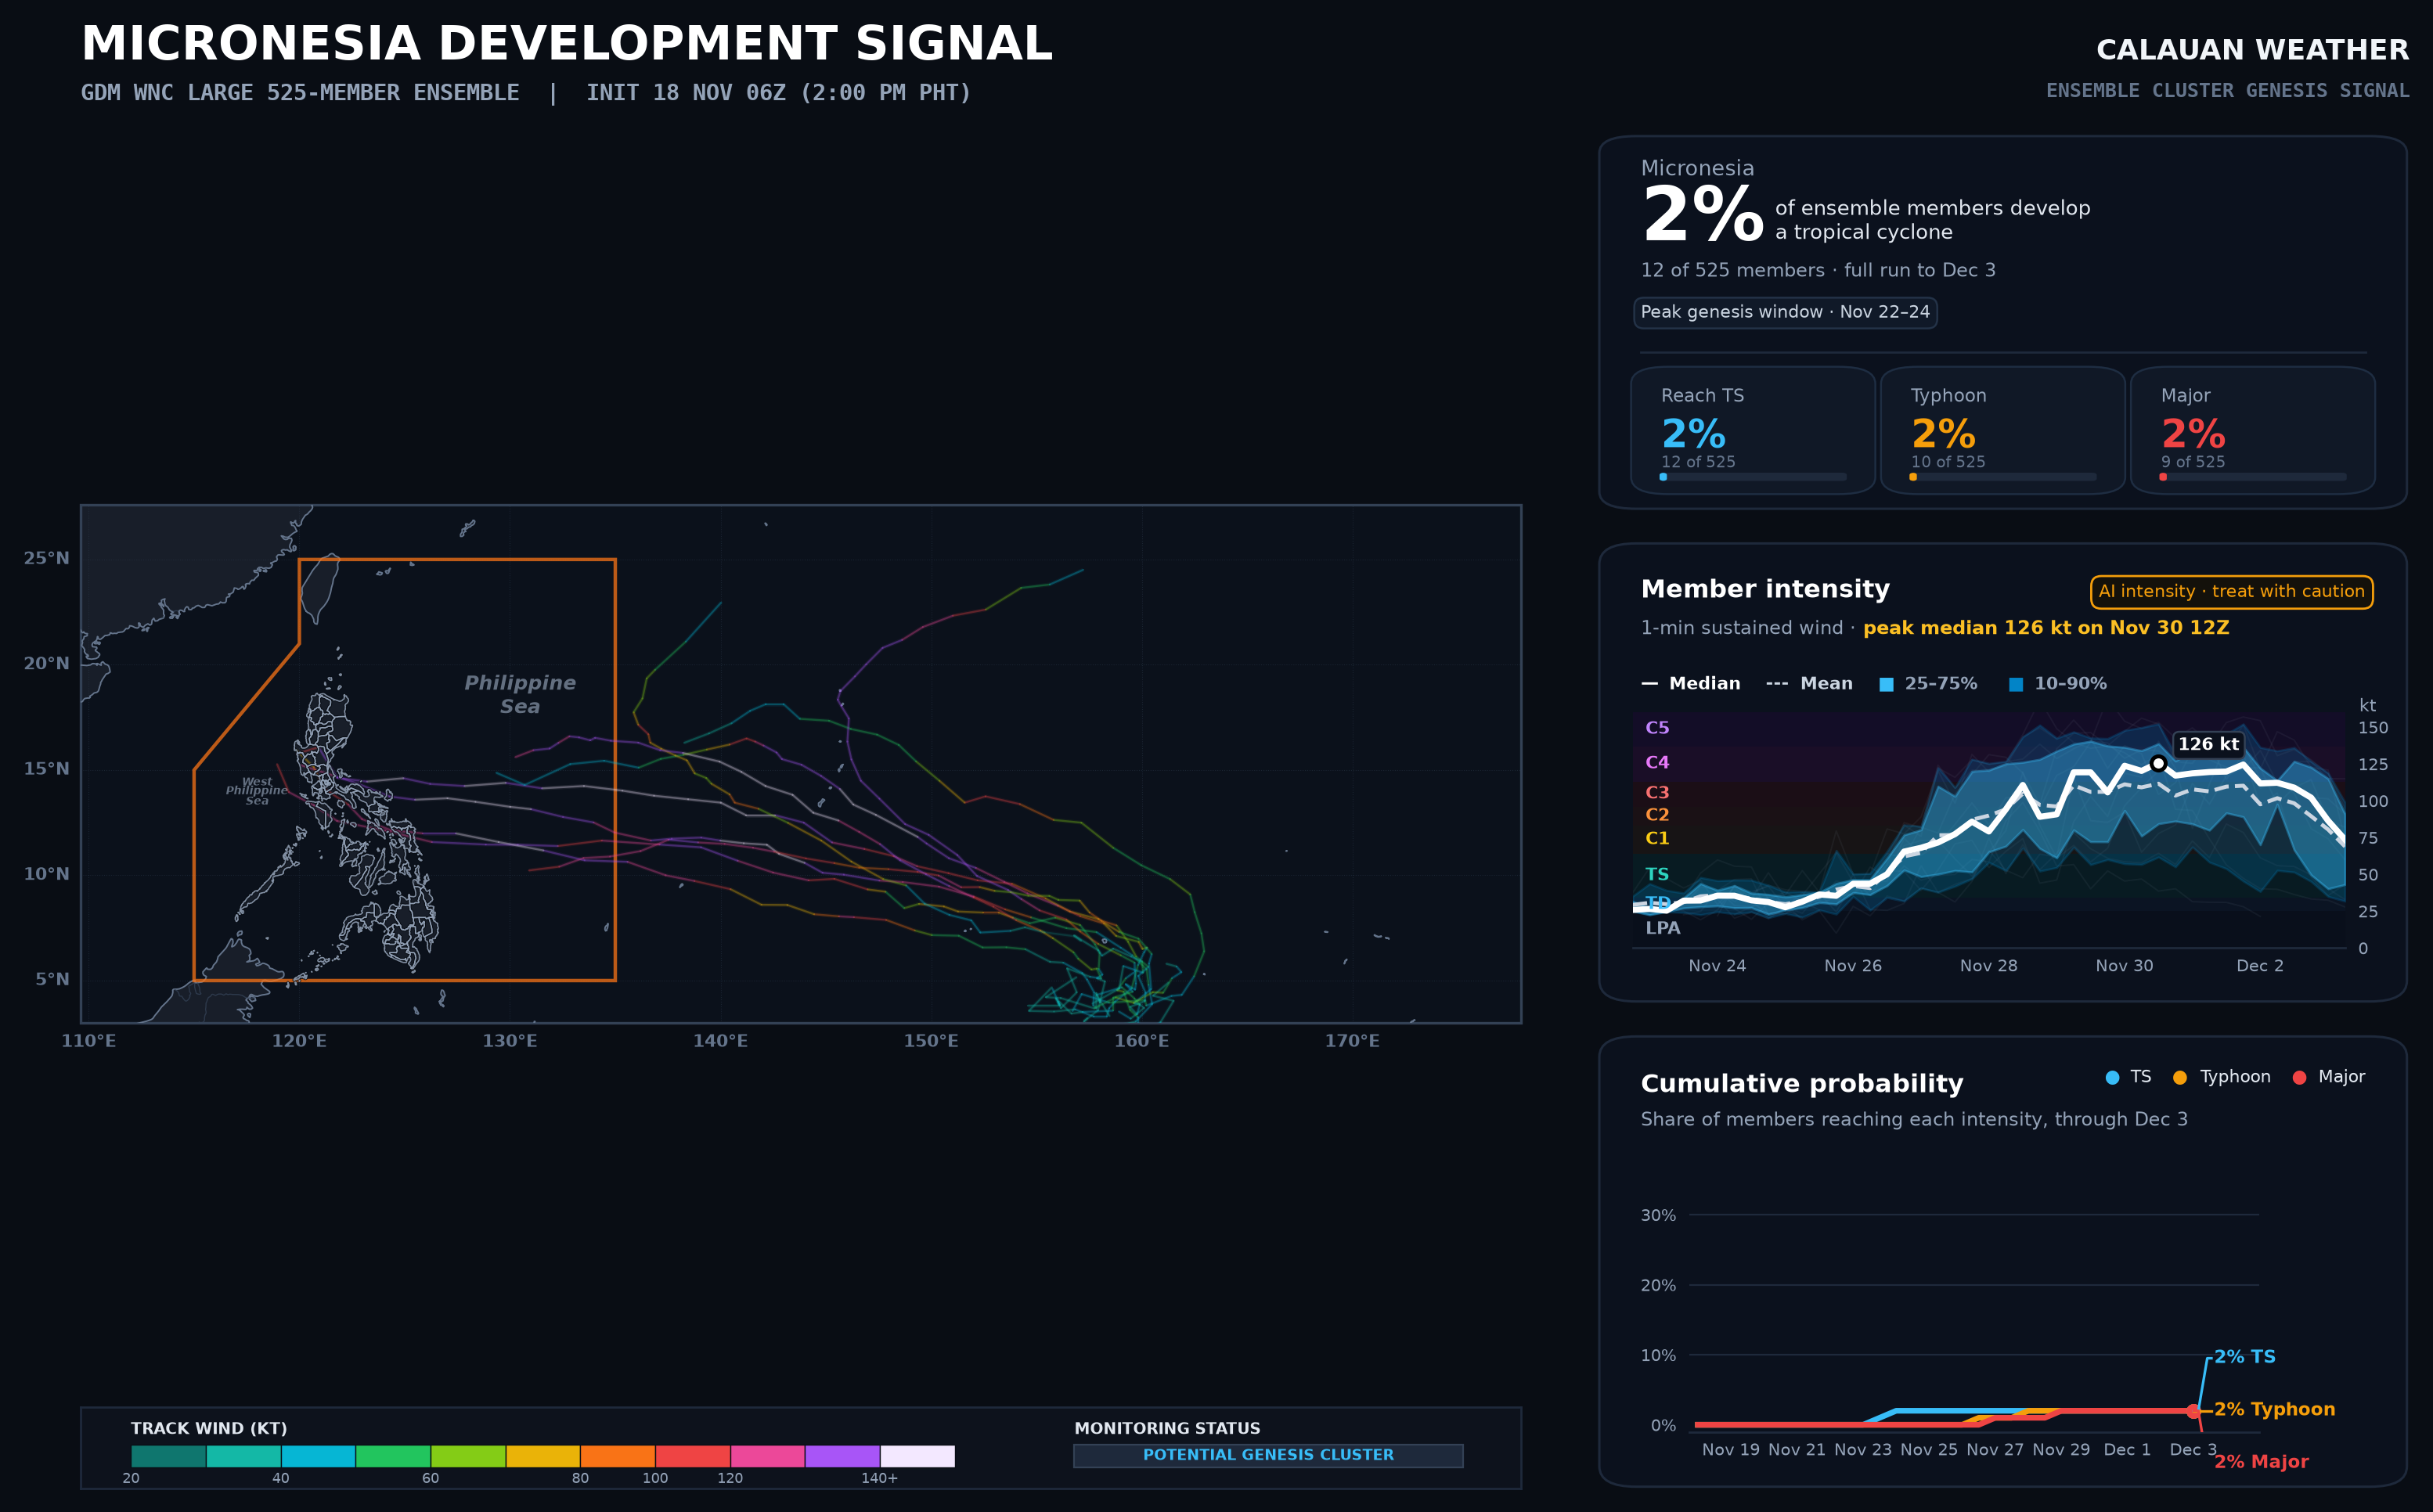 MICRONESIA DEVELOPMENT SIGNAL
GDM WNC LARGE 525-MEMBER ENSEMBLE | INIT 18 NOV 06Z (2:00 PM PHT)
CALAUAN WEATHER
ENSEMBLE CLUSTER GENESIS SIGNAL
Micronesia
2% of ensemble members develop
a tropical cyclone
12 of 525 members · full run to Dec 3
Peak genesis window · Nov 22–24
Reach TS
2%
12 of 525
Typhoon
2%
10 of 525
Major
2%
9 of 525
25°N
20°N
15°N
10°N
5°N
110°E
120°E
130°E
140°E
150°E
160°E
170°E
Philippine
Sea
West
Philippine
Sea
Member intensity
AI intensity · treat with caution
1-min sustained wind · peak median 126 kt on Nov 30 12Z
Median
Mean
25–75%
10–90%
kt
C5
C4
C3
C2
C1
TS
TD
LPA
126 kt
150
125
100
75
50
25
0
Nov 24
Nov 26
Nov 28
Nov 30
Dec 2
Cumulative probability
TS
Typhoon
Major
Share of members reaching each intensity, through Dec 3
30%
20%
10%
0%
2% TS
2% Typhoon
2% Major
Nov 19
Nov 21
Nov 23
Nov 25
Nov 27
Nov 29
Dec 1
Dec 3
TRACK WIND (KT)
20
40
60
80
100
120
140+
MONITORING STATUS
POTENTIAL GENESIS CLUSTER